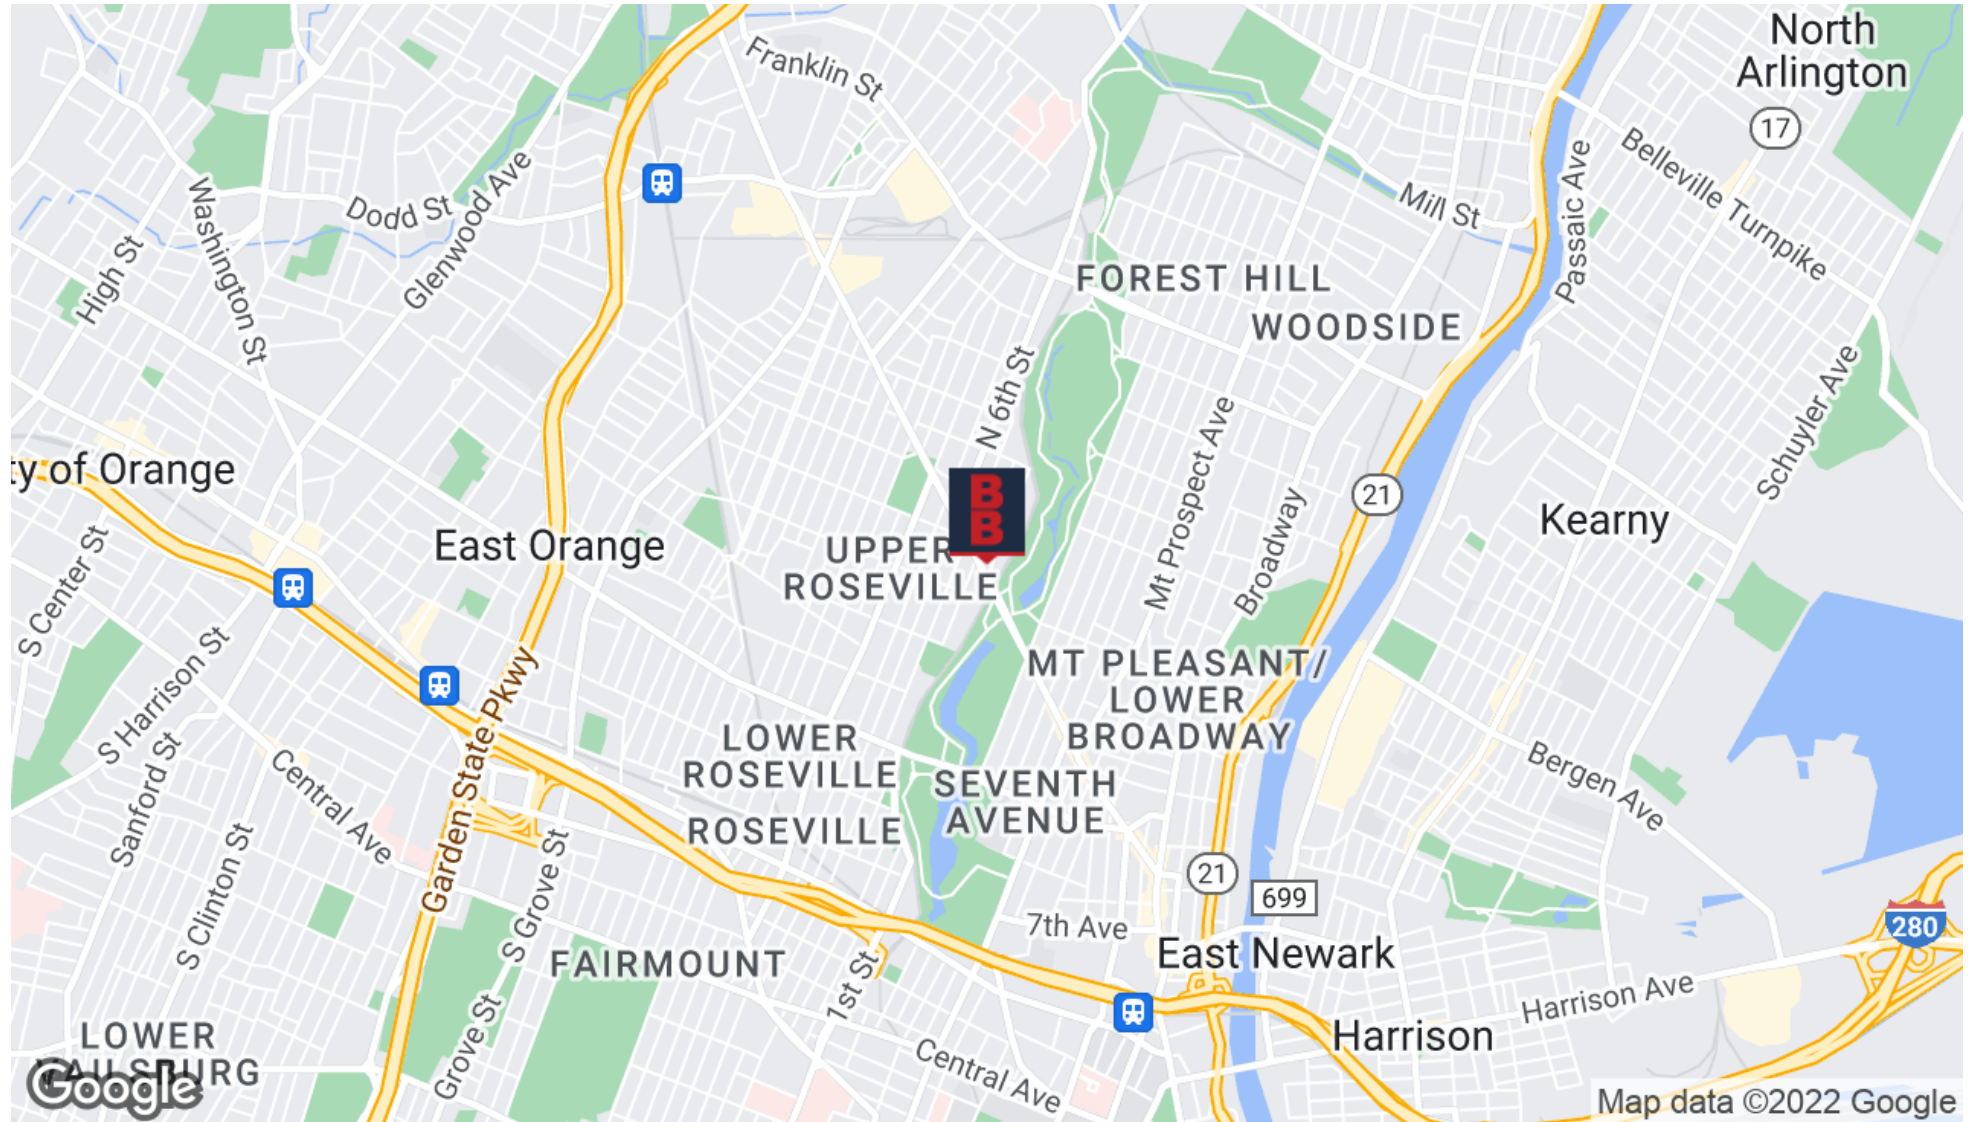 North
Arlington
17
Franklin St
Belleville Turnpike
Passaic Ave
Mill St
Dodd St
Glenwood Ave
Washington St
High St
FOREST HILL
WOODSIDE
N 6th St
Schuyler Ave
Mt Prospect Ave
ty of Orange
21
Broadway
B
B
Kearny
East Orange
UPPER
ROSEVILLE
S Center St
S Harrison St
MT PLEASANT/
LOWER
BROADWAY
Garden State Pkwy
LOWER
ROSEVILLE
SEVENTH
AVENUE
Sanford St
Central Ave
Bergen Ave
ROSEVILLE
S Clinton St
S Grove St
21
699
280
7th Ave
East Newark
FAIRMOUNT
1st St
Harrison Ave
Grove St
Harrison
LOWER
VAILSBURG
Google
Central Ave
Map data ©2022 Google